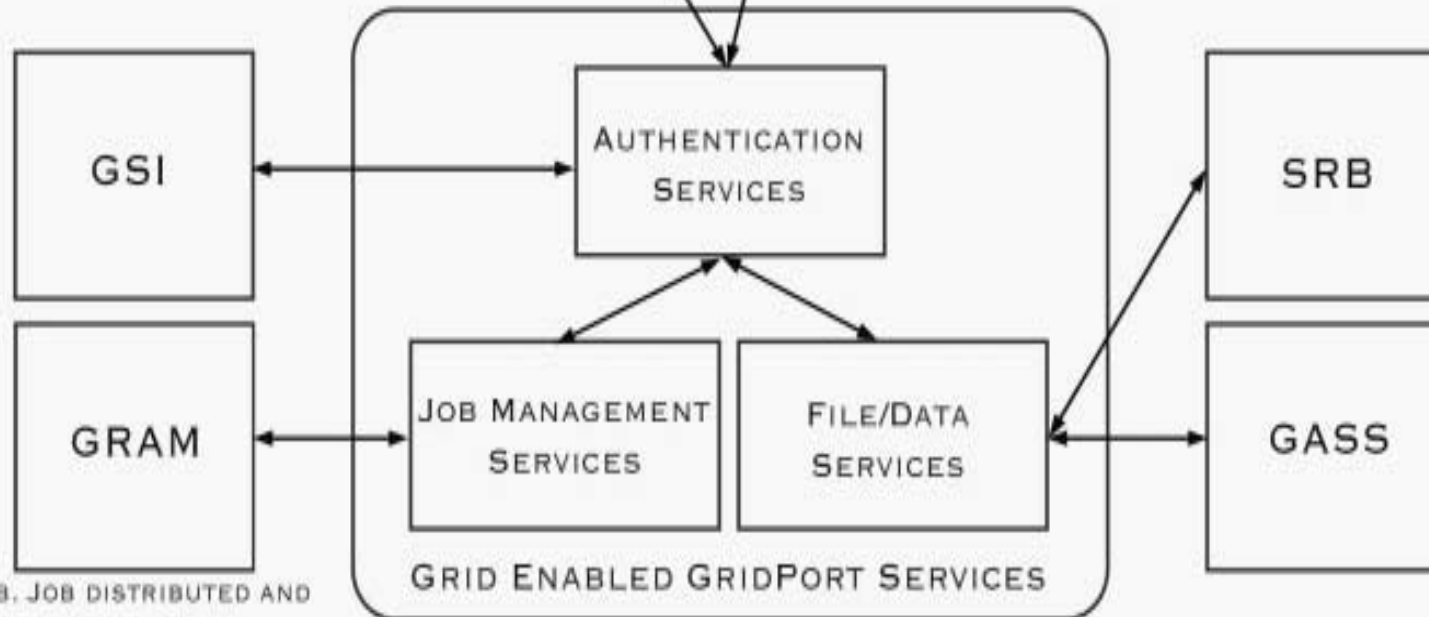 GSI
AUTHENTICATION
SERVICES
SRB
GRAM
JOB MANAGEMENT
SERVICES
FILE/DATA
SERVICES
GASS
GRID ENABLED GRIDPORT SERVICES
. JOB DISTRIBUTED AND